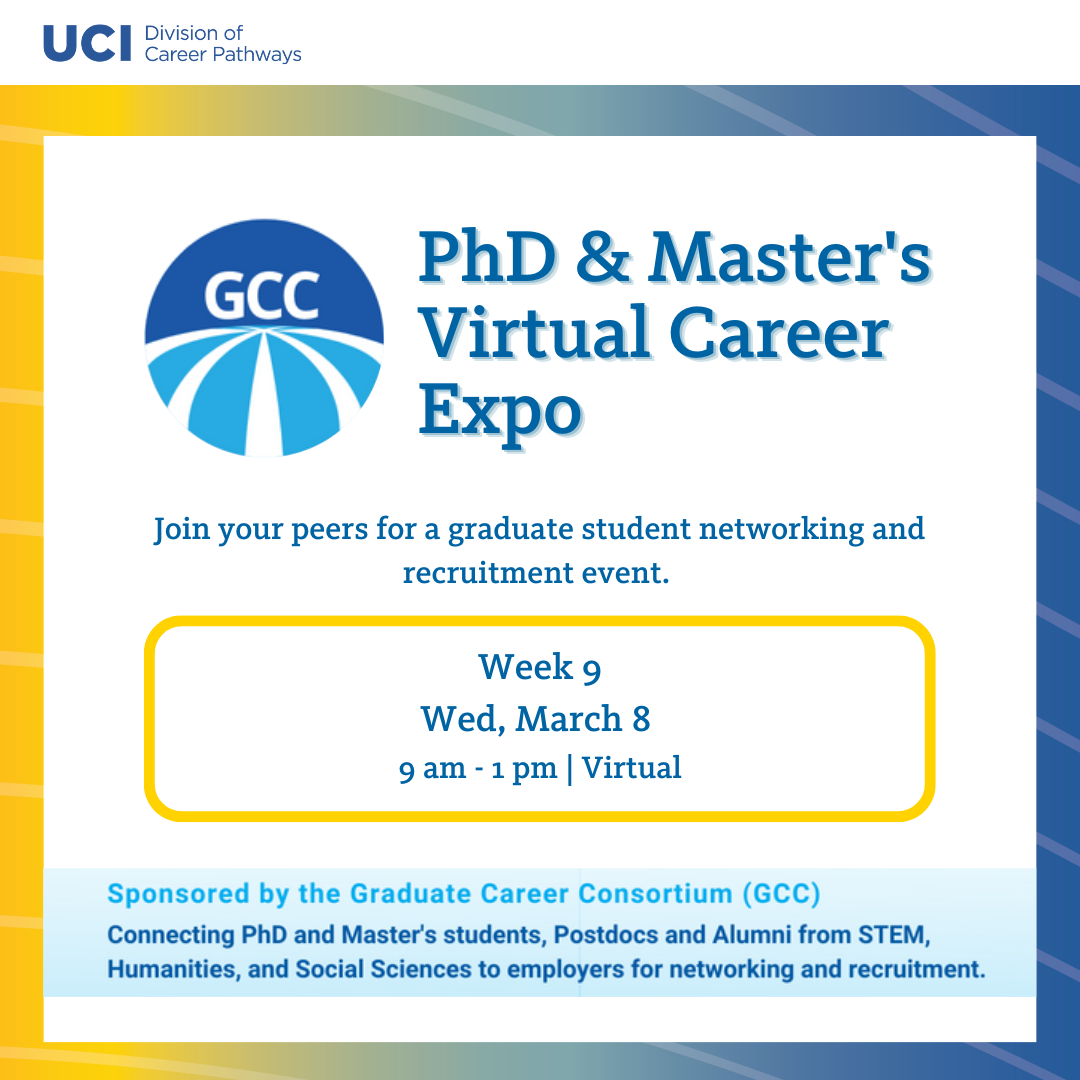 UCI Division of
Career Pathways
GCC
PhD & Master's
Virtual Career
Expo
Join your peers for a graduate student networking and
recruitment event.
Week 9
Wed, March 8
9 am - 1 pm | Virtual
Sponsored by the Graduate Career Consortium (GCC)
Connecting PhD and Master's students, Postdocs and Alumni from STEM,
Humanities, and Social Sciences to employers for networking and recruitment.